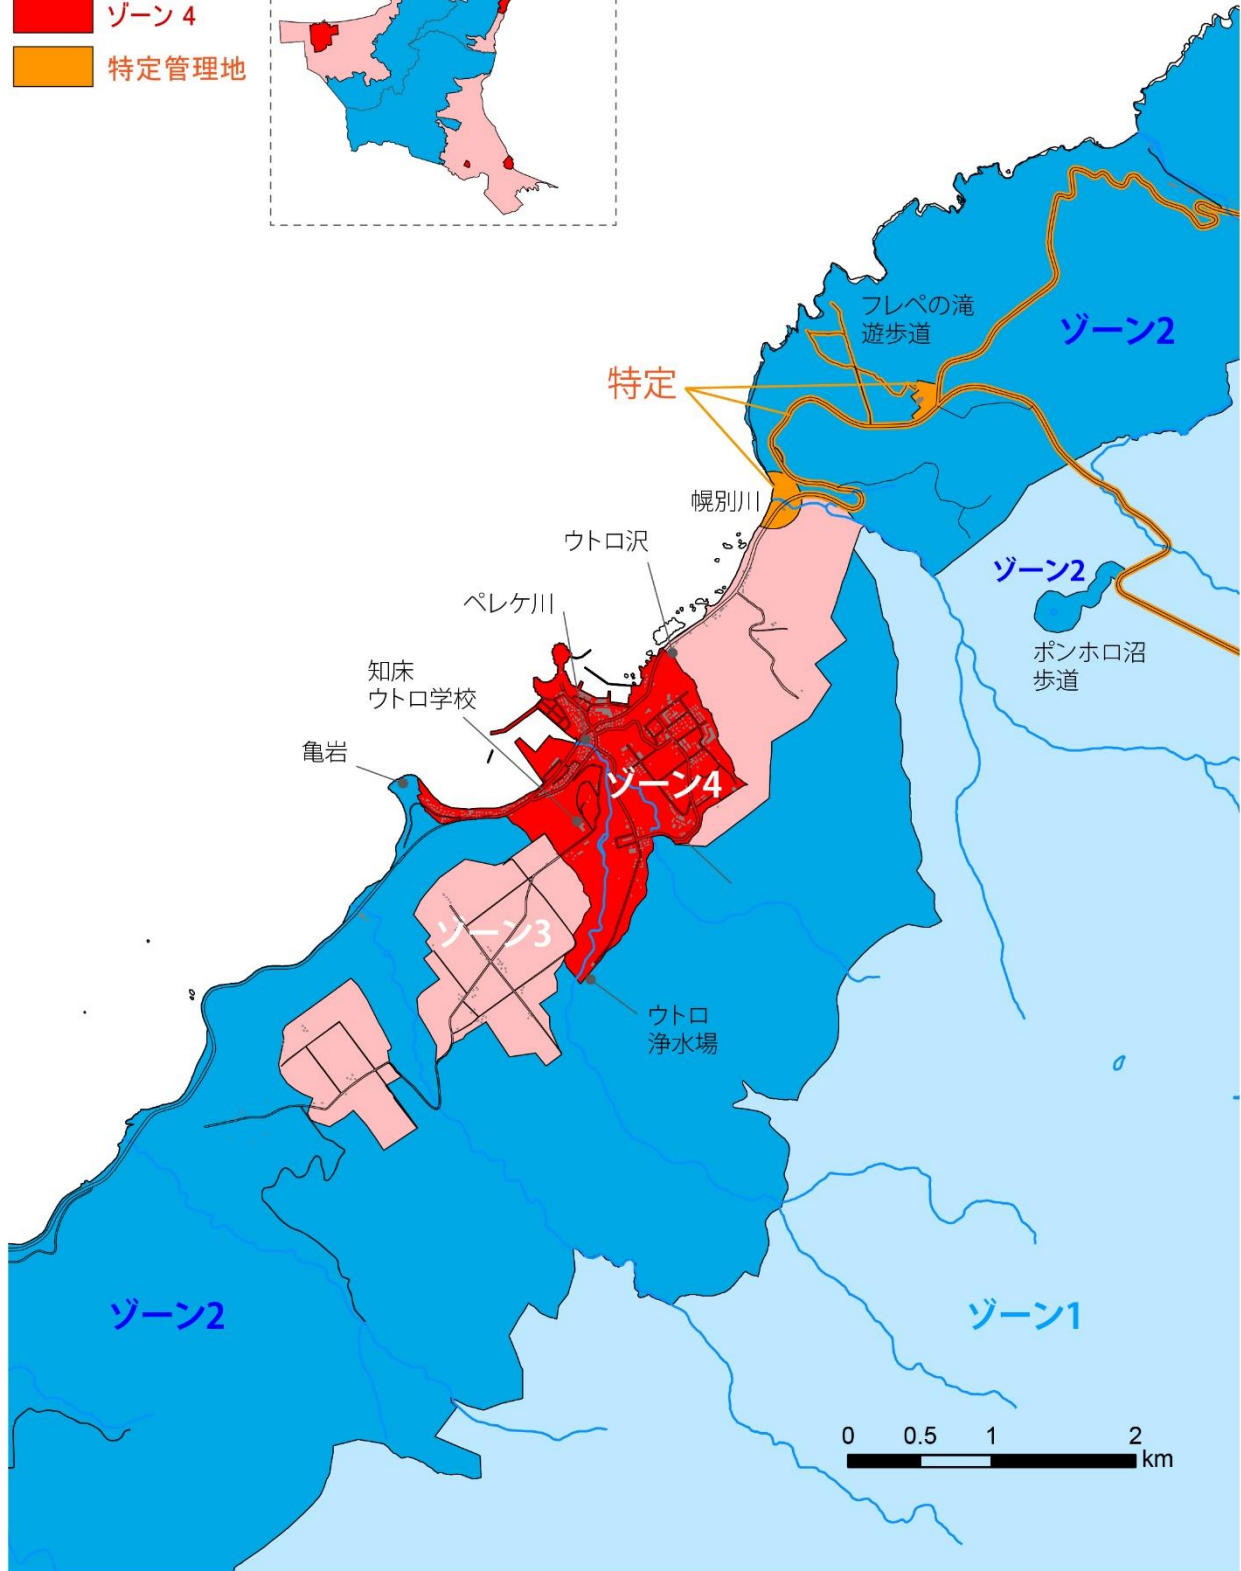 ゾーン 4
特定管理地
フレペの滝
遊歩道
ゾーン2
特定
幌別川
ウトロ沢
ゾーン2
ペレケ川
ポンホロ沼
歩道
知床
ウトロ学校
亀岩
ゾーン4
ゾーン3
ウトロ
浄水場
ゾーン2
ゾーン1
0 0.5 1 2
km